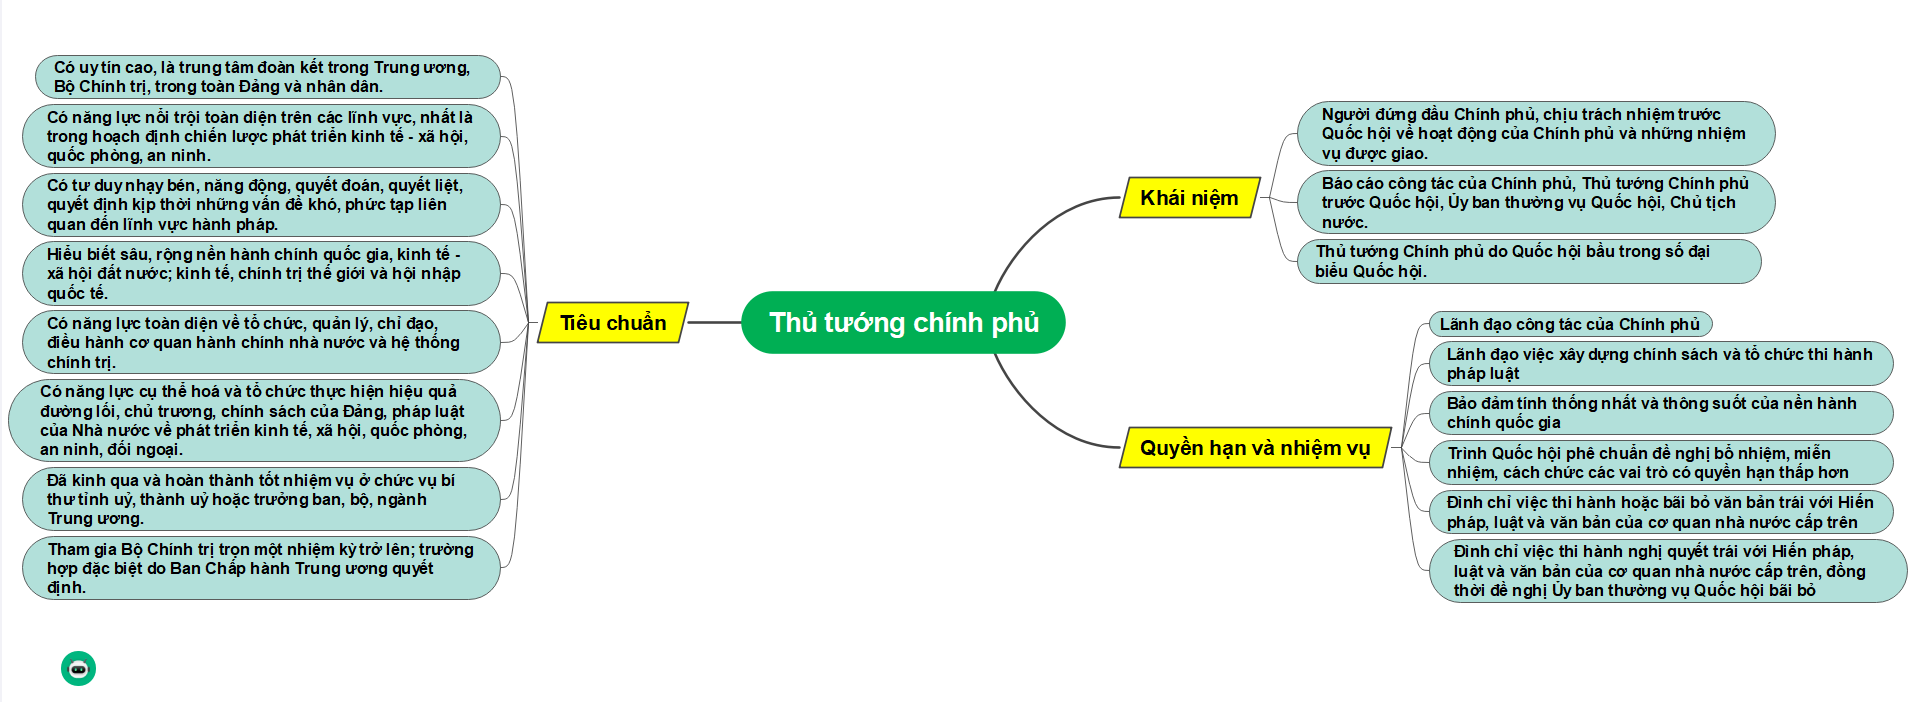 Thủ tướng chính phủ
Khái niệm
Người đứng đầu Chính phủ, chịu trách nhiệm trước
Quốc hội về hoạt động của Chính phủ và những nhiệm
vụ được giao.
Báo cáo công tác của Chính phủ, Thủ tướng Chính phủ
trước Quốc hội, Ủy ban thường vụ Quốc hội, Chủ tịch
nước.
Thủ tướng Chính phủ do Quốc hội bầu trong số đại
biểu Quốc hội.
Quyền hạn và nhiệm vụ
Lãnh đạo công tác của Chính phủ
Lãnh đạo việc xây dựng chính sách và tổ chức thi hành
pháp luật
Bảo đảm tính thống nhất và thông suốt của nền hành
chính quốc gia
Trình Quốc hội phê chuẩn đề nghị bổ nhiệm, miễn
nhiệm, cách chức các vai trò có quyền hạn thấp hơn
Đình chỉ việc thi hành hoặc bãi bỏ văn bản trái với Hiến
pháp, luật và văn bản của cơ quan nhà nước cấp trên
Đình chỉ việc thi hành nghị quyết trái với Hiến pháp,
luật và văn bản của cơ quan nhà nước cấp trên, đồng
thời đề nghị Ủy ban thường vụ Quốc hội bãi bỏ
Tiêu chuẩn
Có uy tín cao, là trung tâm đoàn kết trong Trung ương,
Bộ Chính trị, trong toàn Đảng và nhân dân.
Có năng lực nổi trội toàn diện trên các lĩnh vực, nhất là
trong hoạch định chiến lược phát triển kinh tế - xã hội,
quốc phòng, an ninh.
Có tư duy nhạy bén, năng động, quyết đoán, quyết liệt,
quyết định kịp thời những vấn đề khó, phức tạp liên
quan đến lĩnh vực hành pháp.
Hiểu biết sâu, rộng nền hành chính quốc gia, kinh tế -
xã hội đất nước; kinh tế, chính trị thế giới và hội nhập
quốc tế.
Có năng lực toàn diện về tổ chức, quản lý, chỉ đạo,
điều hành cơ quan hành chính nhà nước và hệ thống
chính trị.
Có năng lực cụ thể hoá và tổ chức thực hiện hiệu quả
đường lối, chủ trương, chính sách của Đảng, pháp luật
của Nhà nước về phát triển kinh tế, xã hội, quốc phòng,
an ninh, đối ngoại.
Đã kinh qua và hoàn thành tốt nhiệm vụ ở chức vụ bí
thư tỉnh uỷ, thành uỷ hoặc trưởng ban, bộ, ngành
Trung ương.
Tham gia Bộ Chính trị trọn một nhiệm kỳ trở lên; trường
hợp đặc biệt do Ban Chấp hành Trung ương quyết
định.